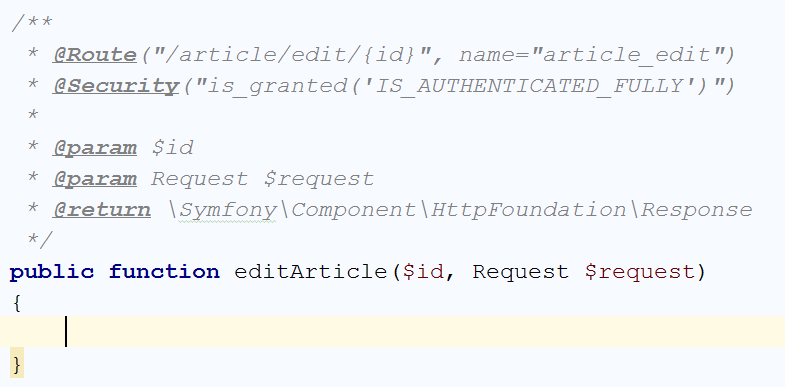 /**
 * @Route("/article/edit/{id}", name="article_edit")
 * @Security("is_granted('IS_AUTHENTICATED_FULLY')")
 *
 * @param $id
 * @param Request $request
 * @return \Symfony\Component\HttpFoundation\Response
 */
public function editArticle($id, Request $request)
{
}